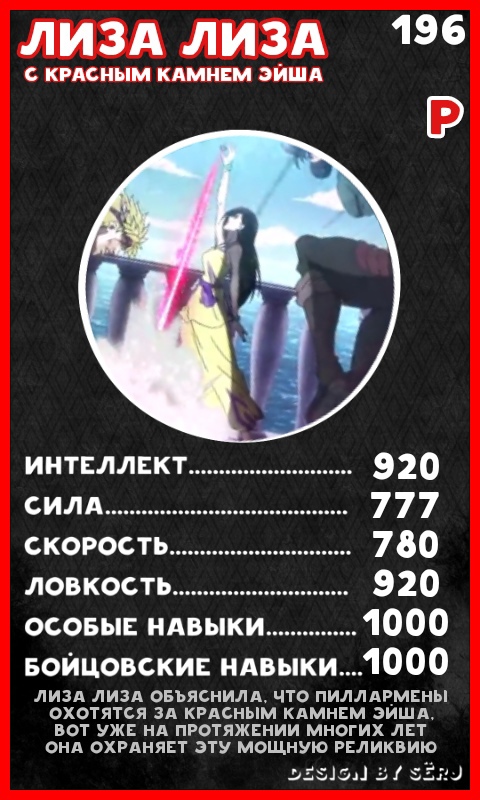 ЛИЗА ЛИЗА
196
С КРАСНЫМ КАМНЕМ ЭЙША
Р
ИНТЕЛЛЕКТ.................................. 920
СИЛА.................................................. 777
СКОРОСТЬ..................................... 780
ЛОВКОСТЬ.................................... 920
ОСОБЫЕ НАВЫКИ.................. 1000
БОЙЦОВСКИЕ НАВЫКИ.... 1000
ЛИЗА ЛИЗА ОБЪЯСНИЛА, ЧТО ПИЛЛАРМЕНЫ
ОХОТЯТСЯ ЗА КРАСНЫМ КАМНЕМ ЭЙША,
ВОТ УЖЕ НА ПРОТЯЖЕНИИ МНОГИХ ЛЕТ
ОНА ОХРАНЯЕТ ЭТУ МОЩНУЮ РЕЛИКВИЮ
DESIGN BY SЁRJ